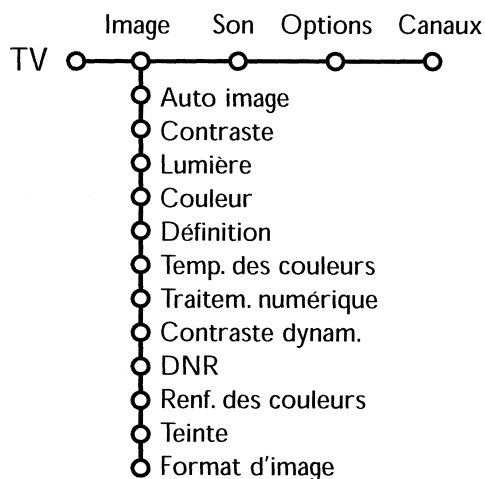 Image Son Options Canaux
TV
Auto image
Contraste
Lumière
Couleur
Définition
Temp. des couleurs
Traitem. numérique
Contraste dynam.
DNR
Renf. des couleurs
Teinte
Format d'image